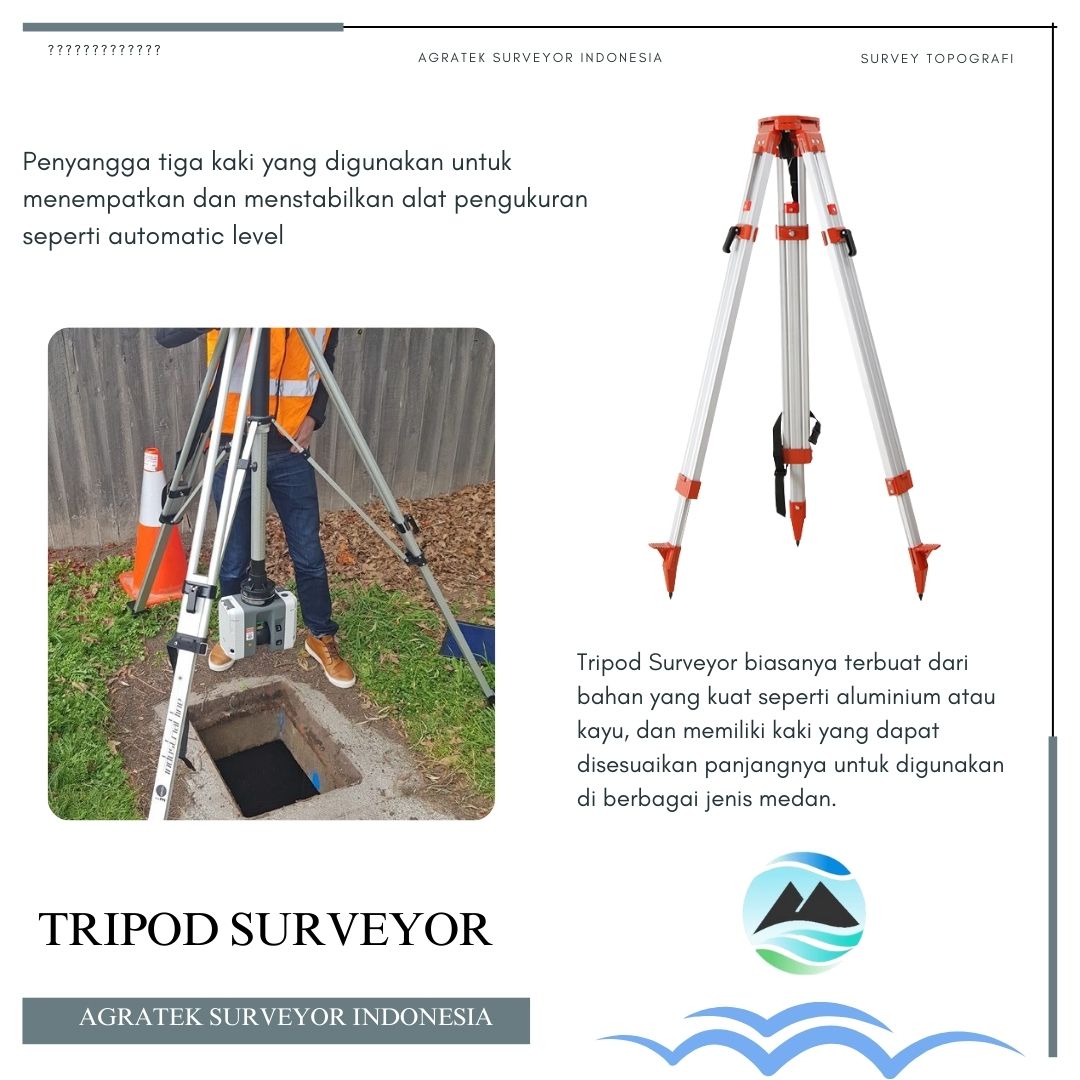 ?????????????
AGRATEK SURVEYOR INDONESIA
SURVEY TOPOGRAFI
Penyangga tiga kaki yang digunakan untuk
menempatkan dan menstabilkan alat pengukuran
seperti automatic level
industrial line
Tripod Surveyor biasanya terbuat dari
bahan yang kuat seperti aluminium atau
kayu, dan memiliki kaki yang dapat
disesuaikan panjangnya untuk digunakan
di berbagai jenis medan.
TRIPOD SURVEYOR
AGRATEK SURVEYOR INDONESIA